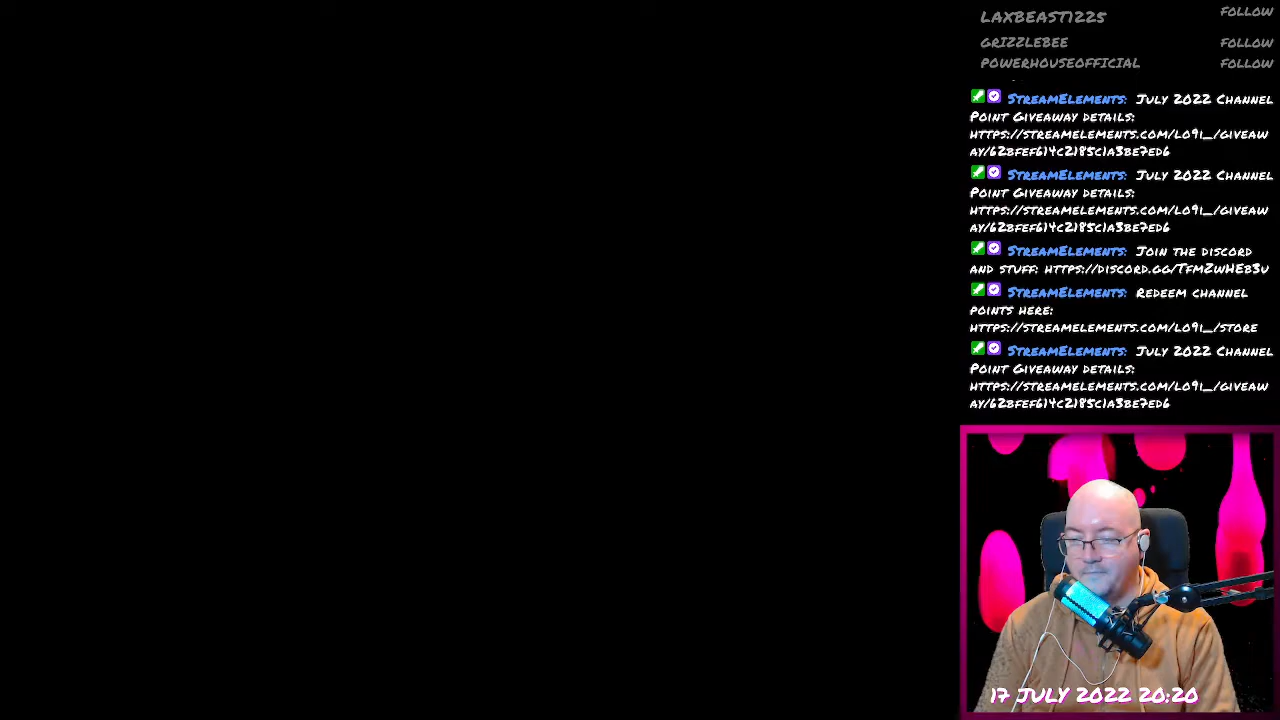 LAXBEAST1225 FOLLOW
GRIZZLEBEE FOLLOW
POWERHOUSEOFFICIAL FOLLOW
StreamElements: July 2022 Channel
Point Giveaway details:
https://streamelements.com/lo9i_/giveaw
ay/62bfef614c2185c1a3be7ed6
StreamElements: July 2022 Channel
Point Giveaway details:
https://streamelements.com/lo9i_/giveaw
ay/62bfef614c2185c1a3be7ed6
StreamElements: Join the discord
and stuff: https://discord.gg/TfmZwHE83u
StreamElements: Redeem channel
points here:
https://streamelements.com/lo9i_/store
StreamElements: July 2022 Channel
Point Giveaway details:
https://streamelements.com/lo9i_/giveaw
ay/62bfef614c2185c1a3be7ed6
17 JULY 2022 20:20